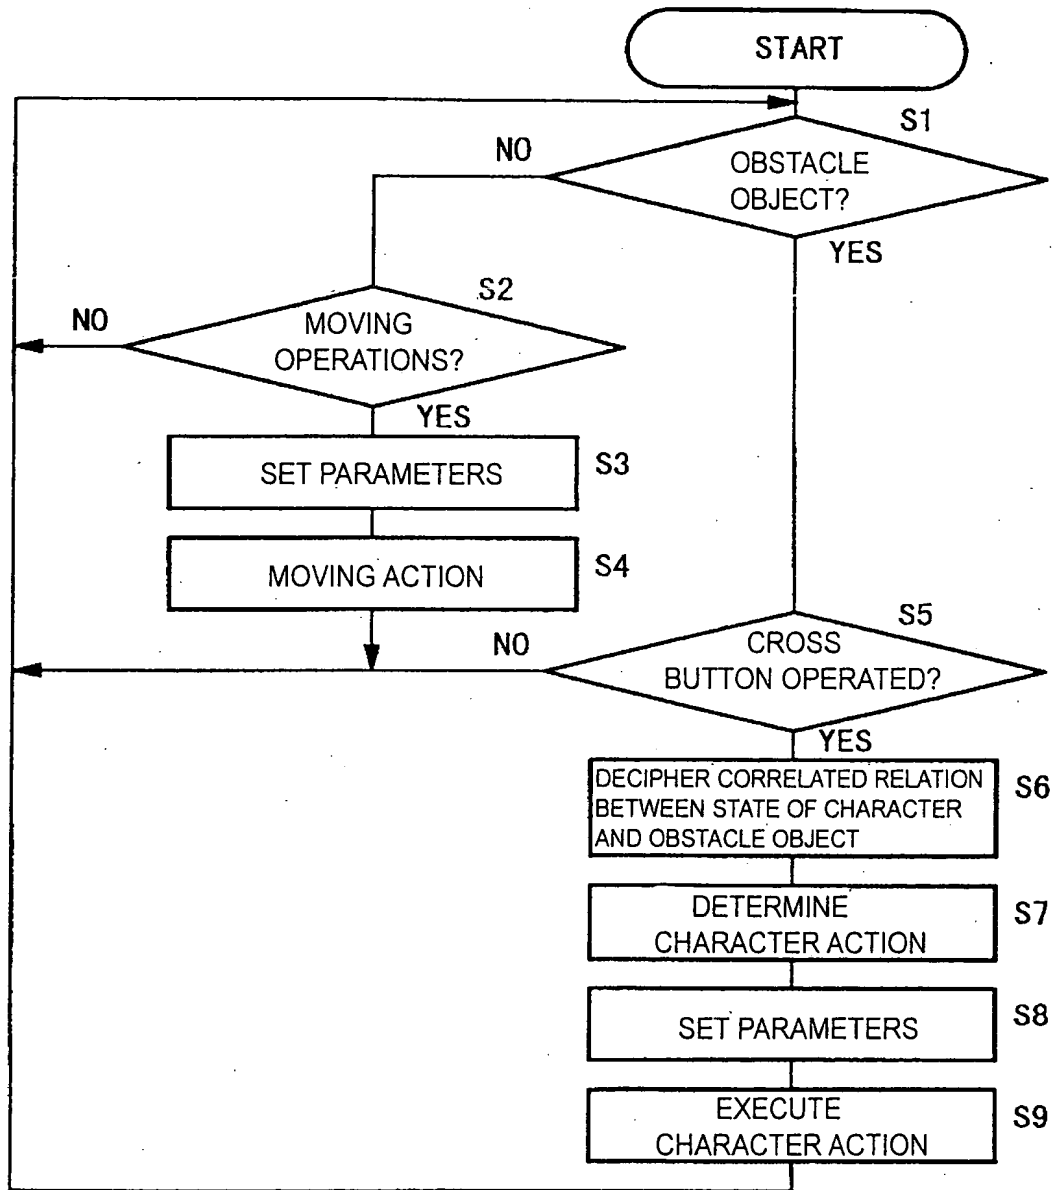 START
S1
NO
OBSTACLE
OBJECT?
YES
S2
NO
MOVING
OPERATIONS?
YES
SET PARAMETERS
S3
MOVING ACTION
S4
S5
NO
CROSS
BUTTON OPERATED?
YES
DECIPHER CORRELATED RELATION
BETWEEN STATE OF CHARACTER
AND OBSTACLE OBJECT
S6
DETERMINE
CHARACTER ACTION
S7
SET PARAMETERS
S8
EXECUTE
CHARACTER ACTION
S9